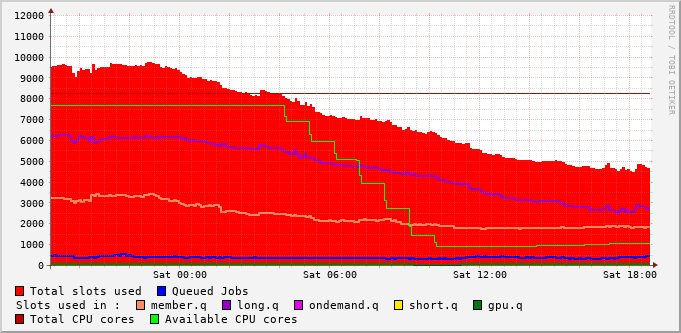 12000
11000
10000
9000
8000
7000
6000
5000
4000
3000
2000
1000
0
Sat 00:00 Sat 06:00 Sat 12:00 Sat 18:00
Total slots used Queued Jobs
Slots used in : member.q long.q ondemand.q short.q gpu.q
Total CPU cores Available CPU cores
RRDTOOL / TOBI OETIKER